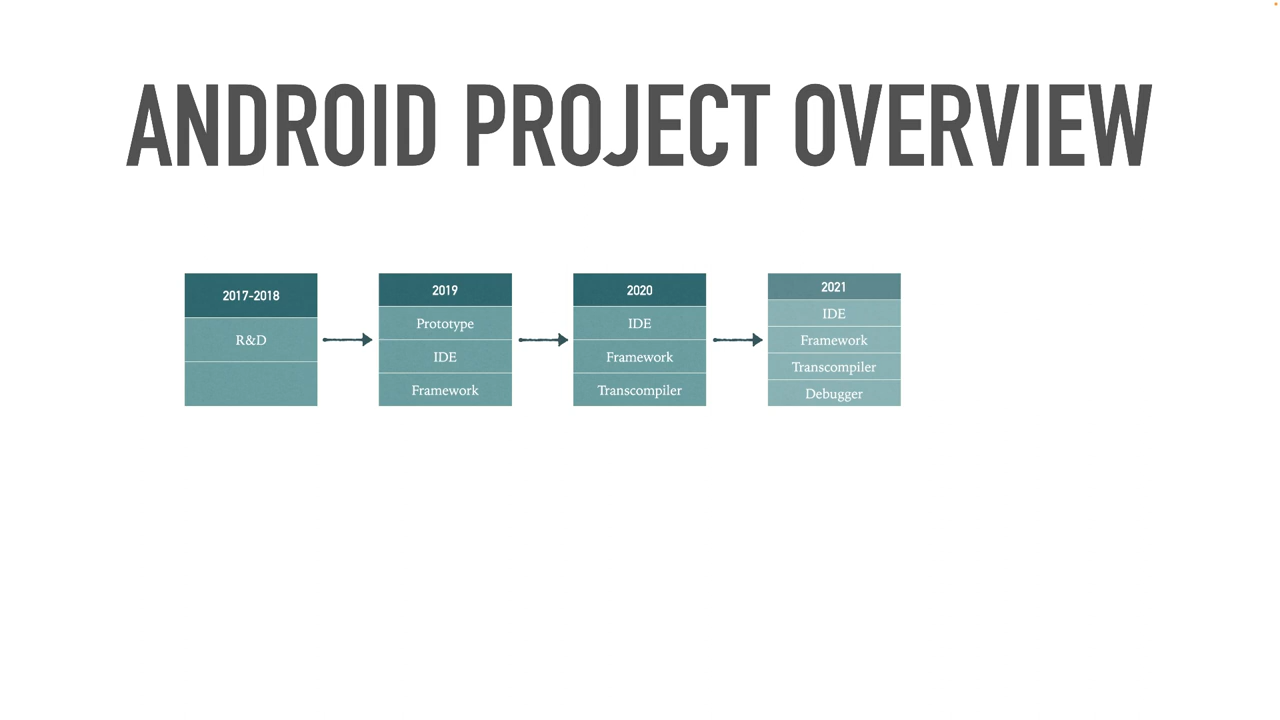 ANDROID PROJECT OVERVIEW
2017-2018
R&D
2019
Prototype
IDE
Framework
2020
IDE
Framework
Transcompiler
2021
IDE
Framework
Transcompiler
Debugger